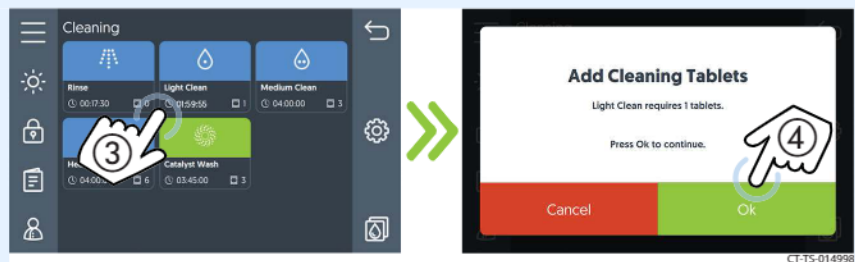 Cleaning
Rinse
00:17:30 0
Light Clean
01:59:55 1
Medium Clean
04:00:00 3
3
Catalyst Wash
03:45:00 3
6
Add Cleaning Tablets
Light Clean requires 1 tablets.
Press Ok to continue.
4
Cancel
Ok
CT-TS-014998